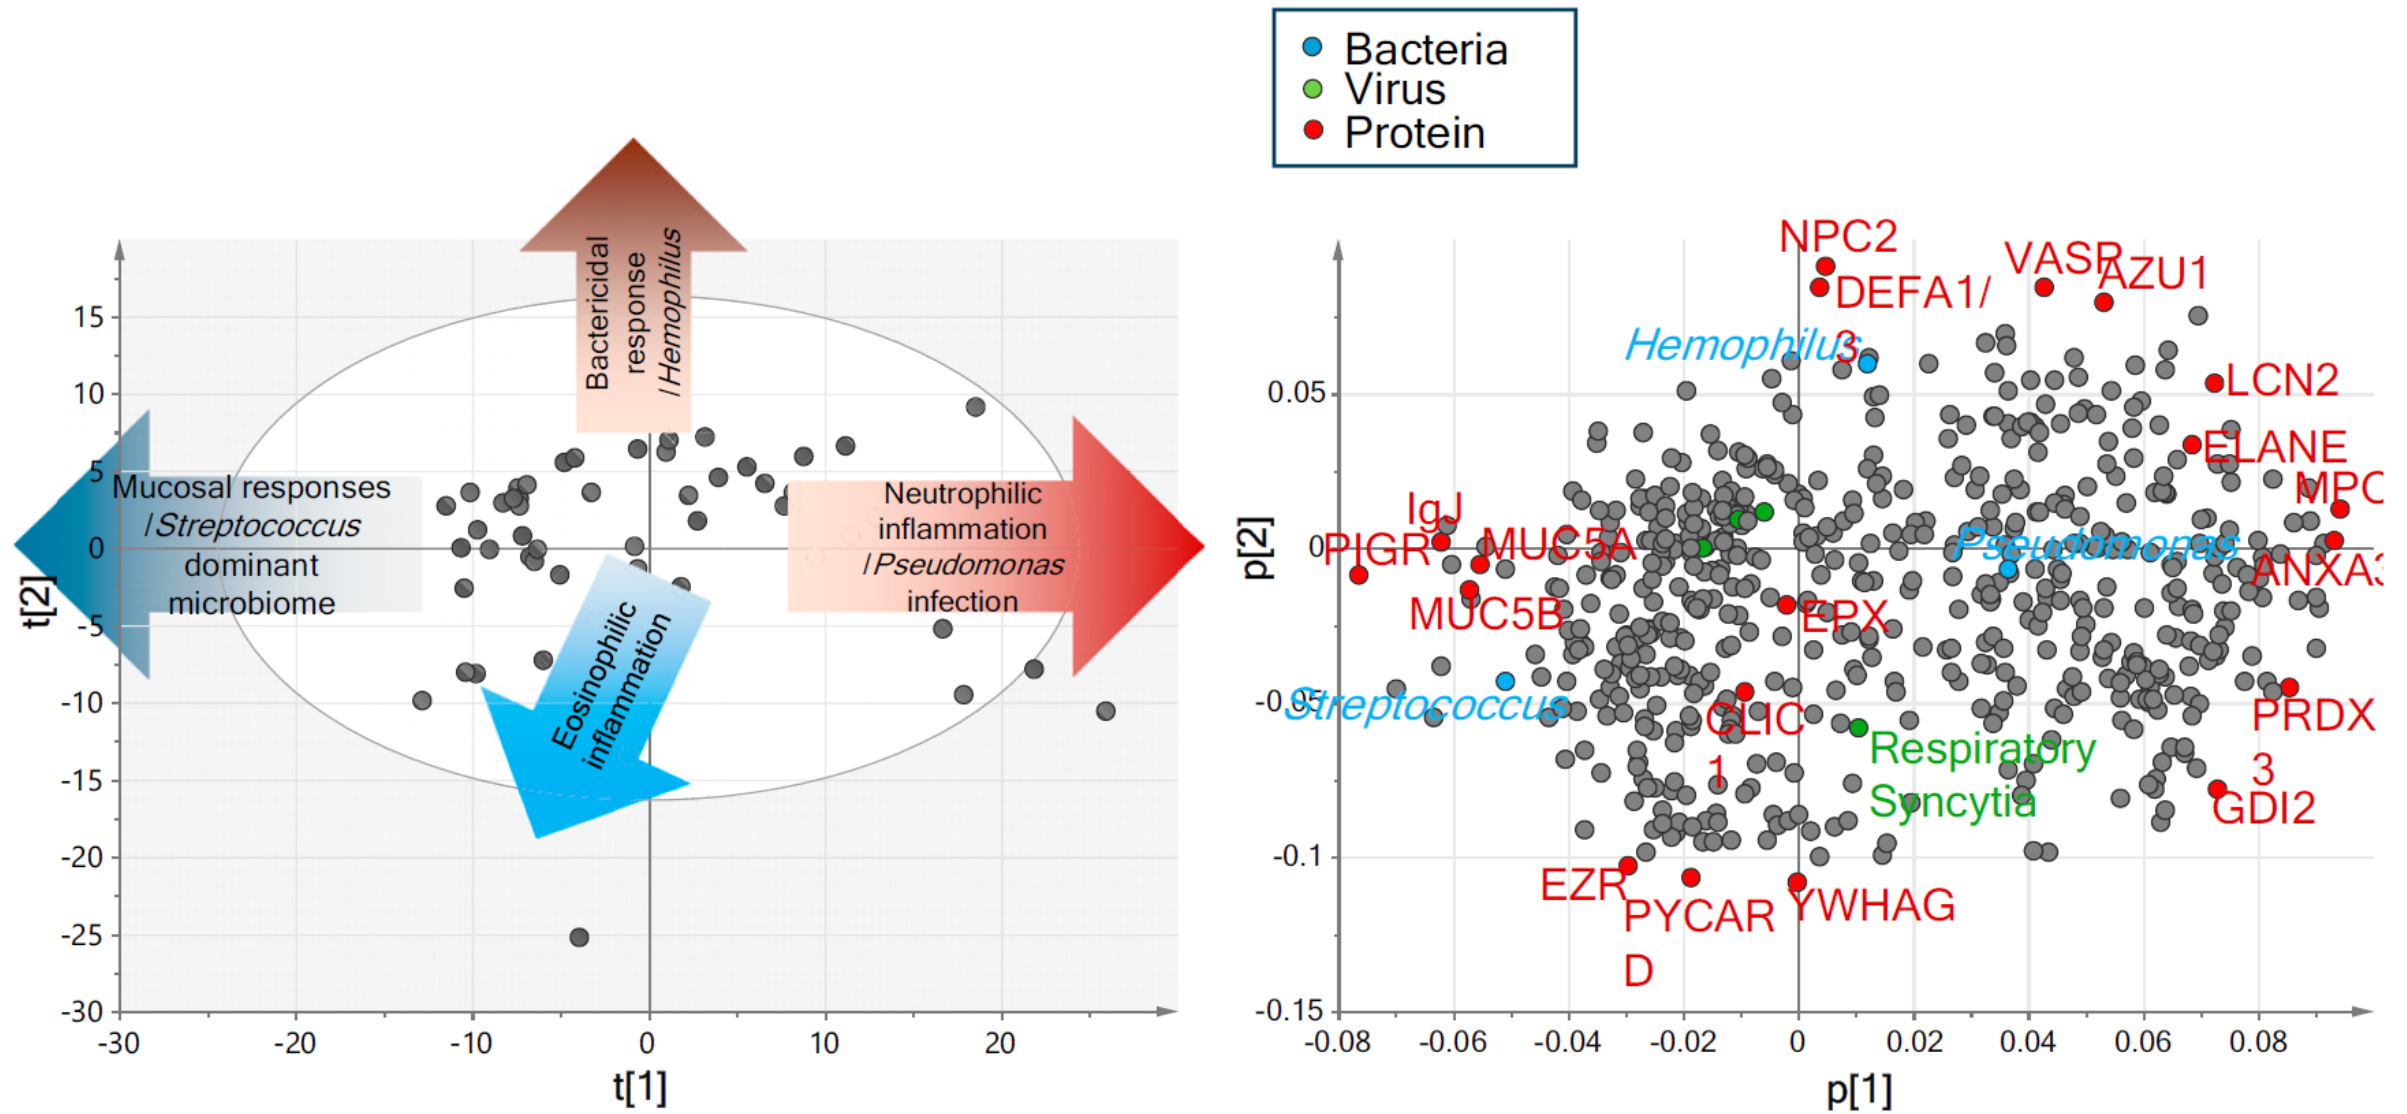 Bacteria
Virus
Protein
Bactericidal
response
/Hemophilus
Mucosal responses
/Streptococcus
dominant
microbiome
Neutrophilic
inflammation
/Pseudomonas
infection
Eosinophilic
inflammation
15
10
5
0
-5
-10
-15
-20
-25
-30
t[2]
-30
-20
-10
0
10
20
t[1]
NPC2
DEFA1/
3
VASP
AZU1
Hemophilus
LCN2
ELANE
MPO
IgJ
PIGR
MUC5A
MUC5B
Pseudomonas
ANXA3
EPX
Streptococcus
CLIC
1
Respiratory
Syncytia
PRDX
3
GDI2
EZR
PYCAR
D
YWHAG
0.05
0
-0.05
-0.1
-0.15
p[2]
-0.08
-0.06
-0.04
-0.02
0
0.02
0.04
0.06
0.08
p[1]